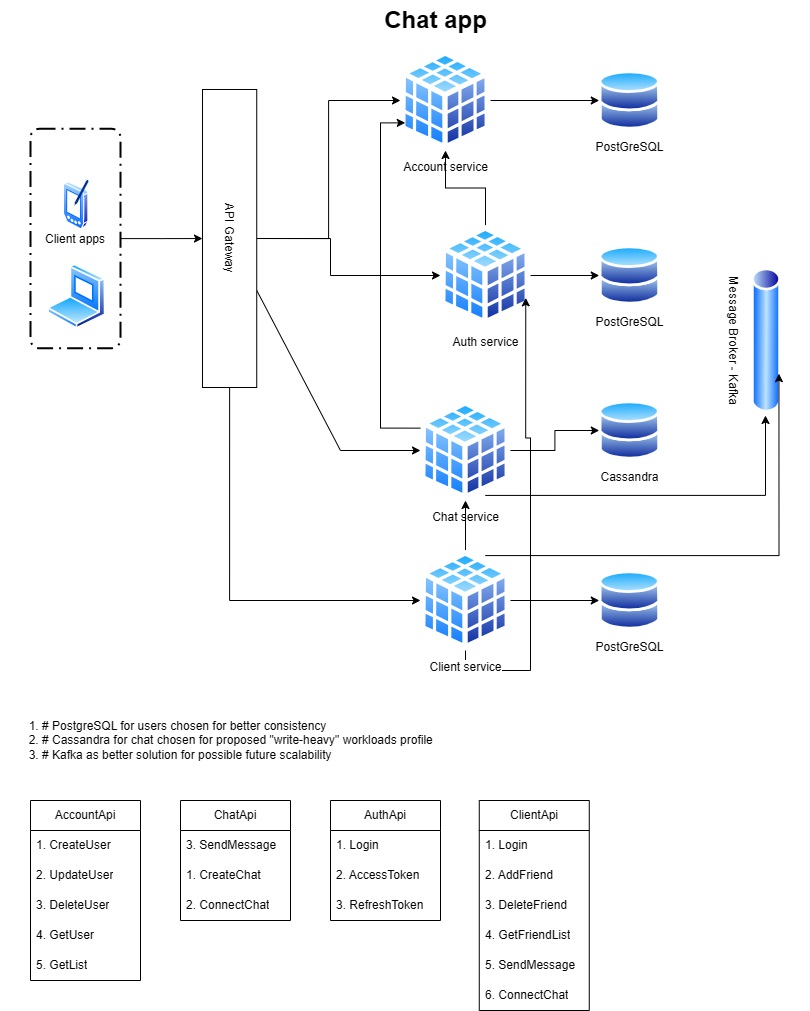 Chat app
Account service
PostGreSQL
Client apps
API Gateway
Auth service
PostGreSQL
Message Broker - Kafka
Chat service
Cassandra
Client service
PostGreSQL
1. # PostgreSQL for users chosen for better consistency
2. # Cassandra for chat chosen for proposed "write-heavy" workloads profile
3. # Kafka as better solution for possible future scalability
AccountApi
1. CreateUser
2. UpdateUser
3. DeleteUser
4. GetUser
5. GetList
ChatApi
3. SendMessage
1. CreateChat
2. ConnectChat
AuthApi
1. Login
2. AccessToken
3. RefreshToken
ClientApi
1. Login
2. AddFriend
3. DeleteFriend
4. GetFriendList
5. SendMessage
6. ConnectChat